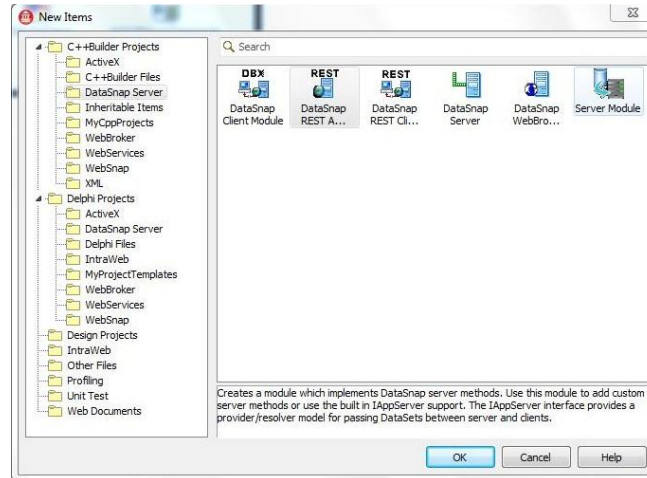 New Items
C++Builder Projects
ActiveX
C++Builder Files
DataSnap Server
Inheritable Items
MyCppProjects
WebBroker
WebServices
WebSnap
XML
Delphi Projects
ActiveX
DataSnap Server
Delphi Files
IntraWeb
MyProjectTemplates
WebBroker
WebServices
WebSnap
Design Projects
IntraWeb
Other Files
Profiling
Unit Test
Web Documents
Search
DBX
DataSnap
Client Module
REST
DataSnap
REST A...
REST
DataSnap
REST Cli...
DataSnap
Server
DataSnap
WebBro...
Server Module
Creates a module which implements DataSnap server methods. Use this module to add custom
server methods or use the built in IAppServer support. The IAppServer interface provides a
provider/resolver model for passing DataSets between server and clients.
OK
Cancel
Help